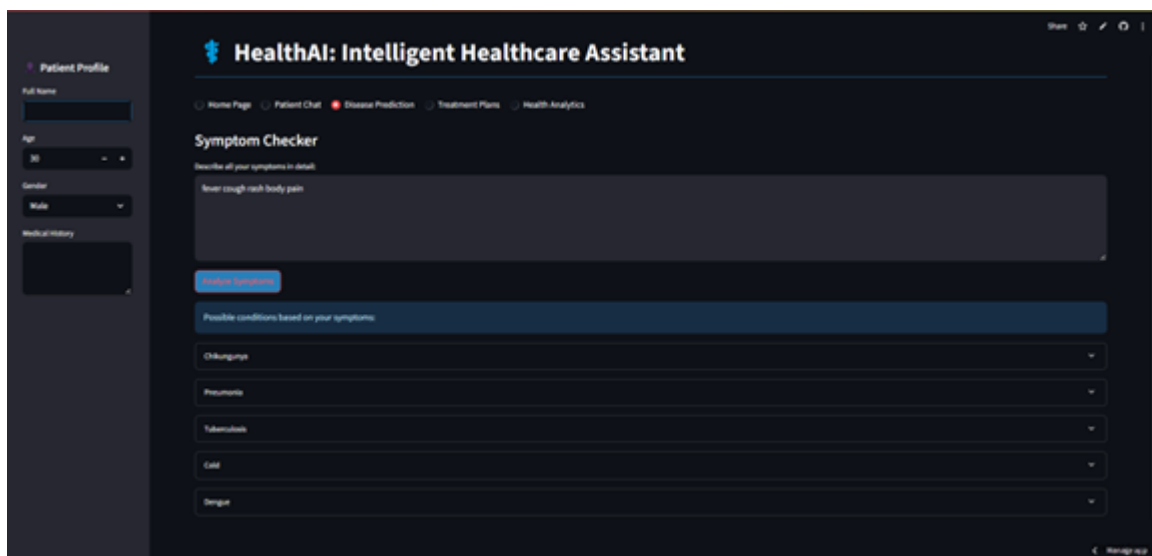 Share
HealthAI: Intelligent Healthcare Assistant
Patient Profile
Full Name
Home Page Patient Chat Disease Prediction Treatment Plans Health Analytics
Age
30 - +
Symptom Checker
Describe all your symptoms in detail:
Gender
Male
fever cough rash body pain
Medical History
Analyze Symptoms
Possible conditions based on your symptoms:
Chikungunya
Pneumonia
Tuberculosis
Cold
Dengue
Manage app